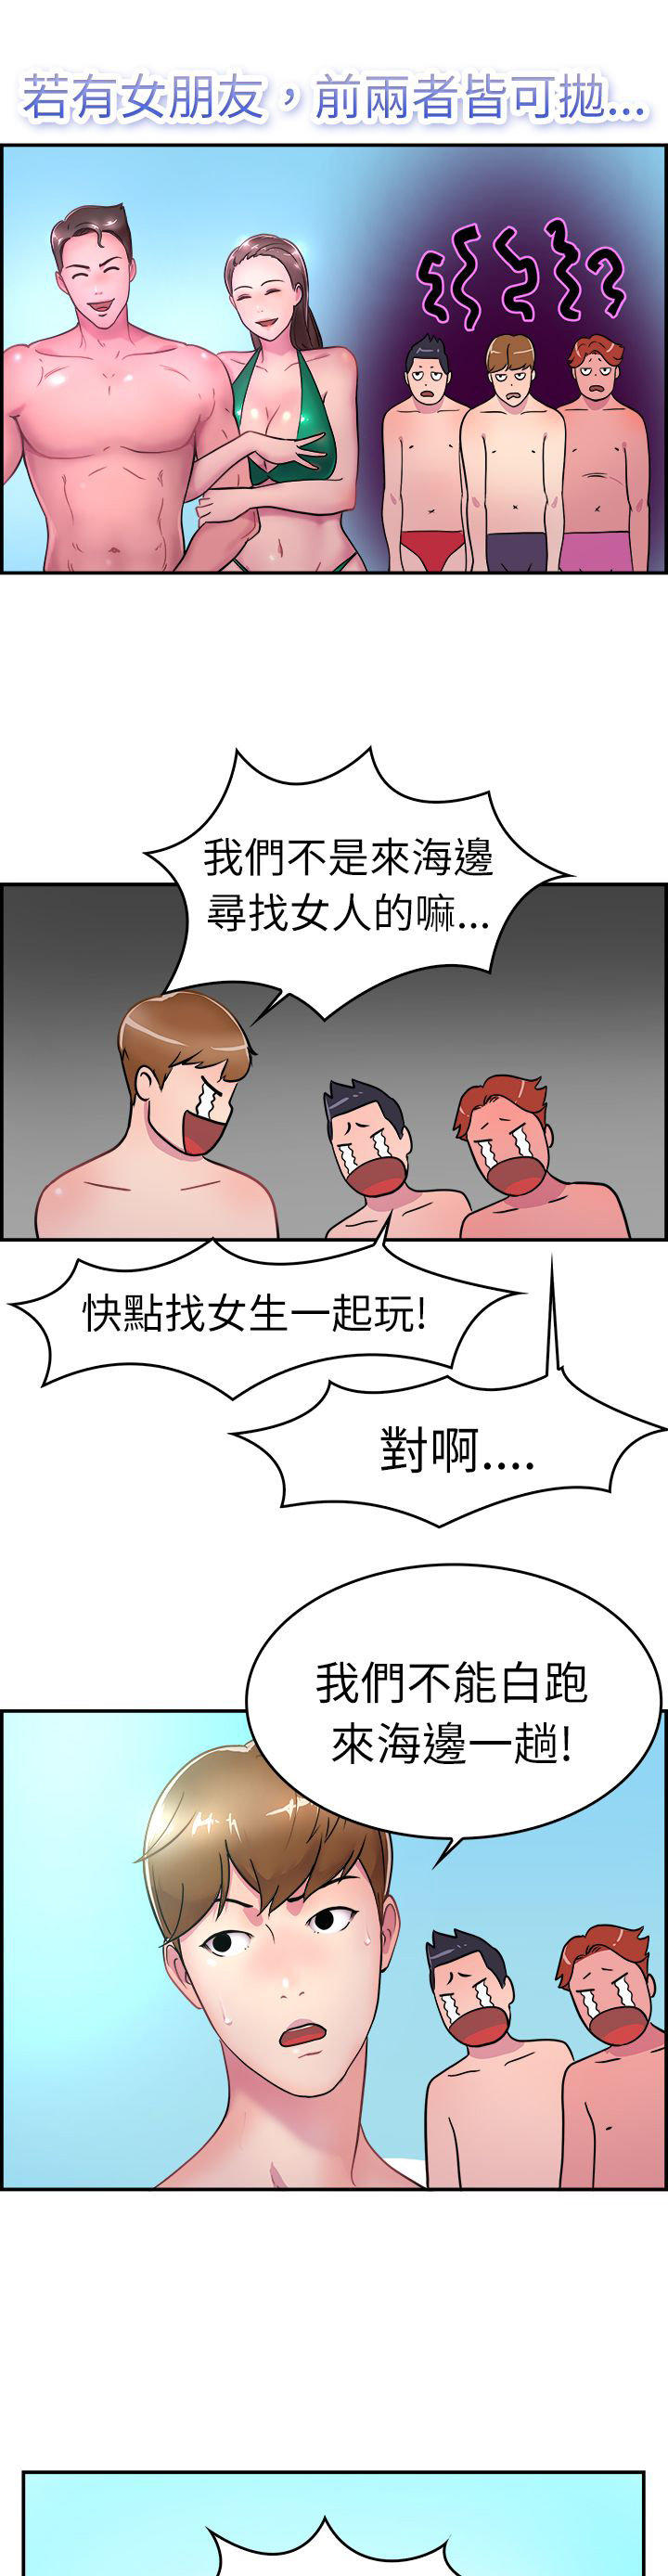 若有女朋友，前兩者皆可拋...
我們不是來海邊
尋找女人的嘛...
快點找女生一起玩!
對啊....
我們不能白跑
來海邊一趟!